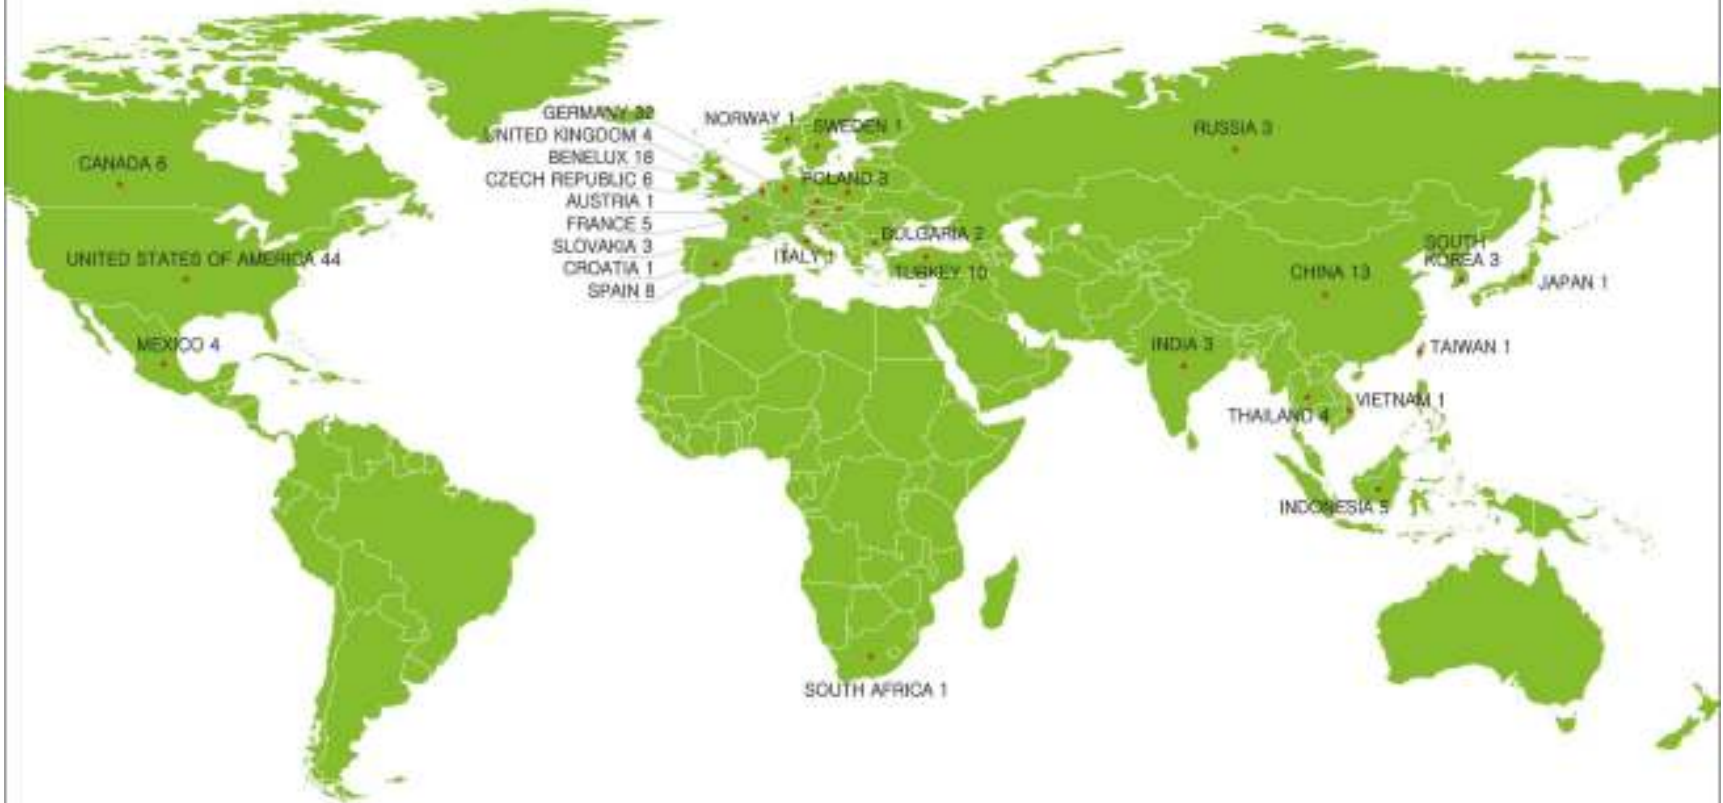 GERMANY 32
UNITED KINGDOM 4
BENELUX 18
CZECH REPUBLIC 6
AUSTRIA 1
FRANCE 5
SLOVAKIA 3
CROATIA 1
SPAIN 8
NORWAY 1
SWEDEN 1
POLAND 3
BULGARIA 2
ITALY 1
TURKEY 10
RUSSIA 3
CANADA 6
UNITED STATES OF AMERICA 44
MEXICO 4
CHINA 13
SOUTH
KOREA 3
JAPAN 1
INDIA 3
TAIWAN 1
VIETNAM 1
THAILAND 4
INDONESIA 5
SOUTH AFRICA 1